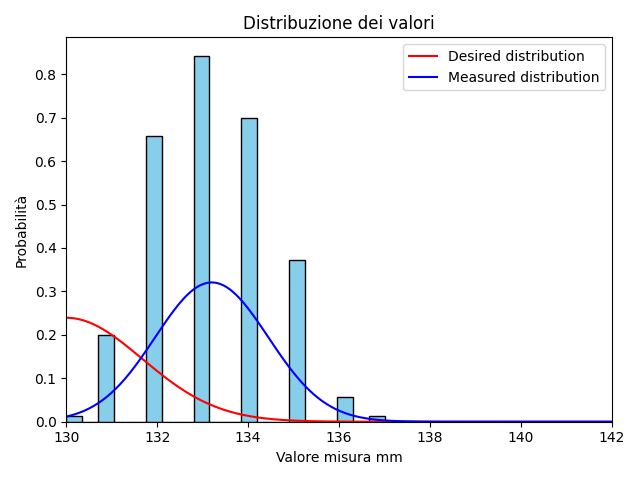 Distribuzione dei valori
Desired distribution
Measured distribution
Probabilità
0.8
0.7
0.6
0.5
0.4
0.3
0.2
0.1
0.0
130 132 134 136 138 140 142
Valore misura mm